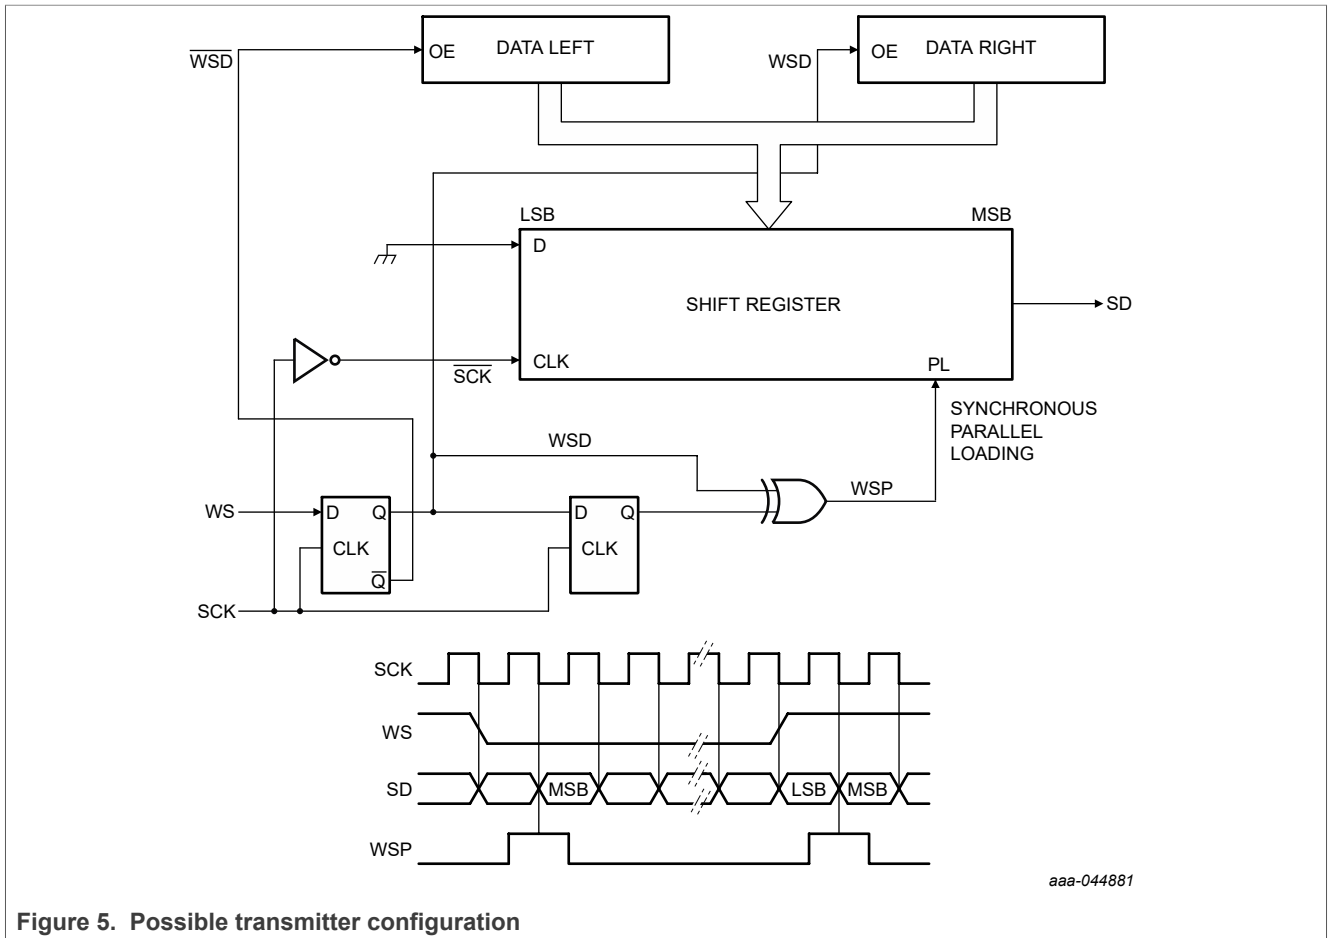 WSD
OE
DATA LEFT
WSD
OE
DATA RIGHT
LSB
MSB
D
SHIFT REGISTER
SD
CLK
SCK
PL
SYNCHRONOUS
PARALLEL
LOADING
WSD
WSP
WS
D
Q
CLK
Q
D
Q
CLK
SCK
SCK
WS
SD
MSB
LSB
MSB
WSP
aaa-044881
Figure 5. Possible transmitter configuration